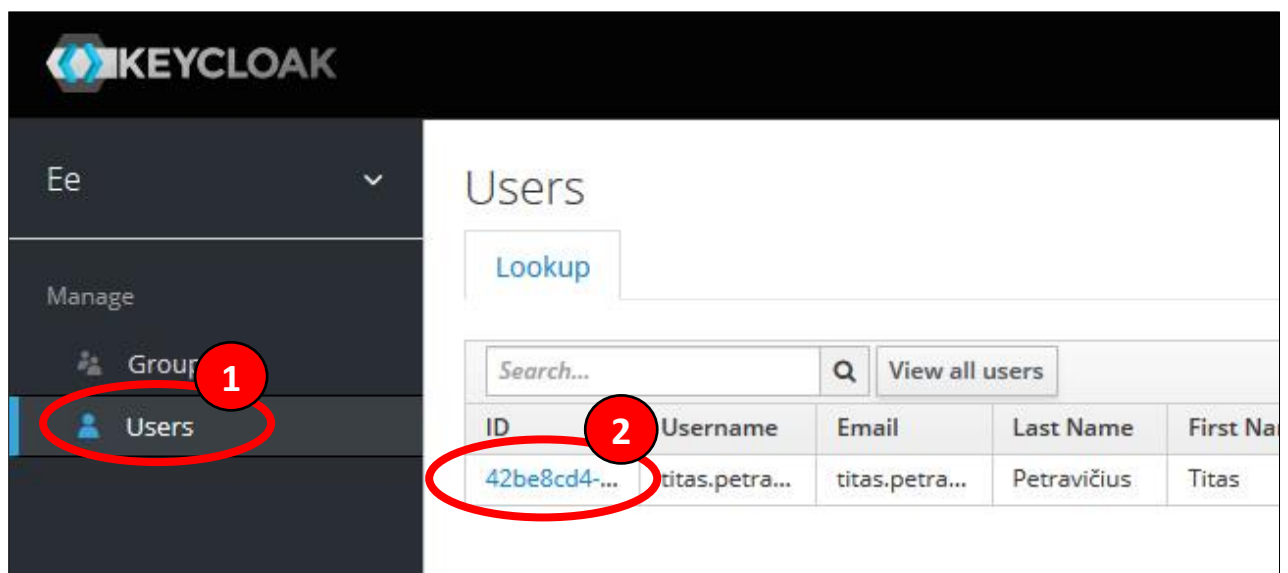 KEYCLOAK
Ee
Manage
Group
1
Users
Users
Lookup
Search...
View all users
ID
2
Username
Email
Last Name
First Nar
42be8cd4-...
titas.petra...
titas.petra...
Petravičius
Titas